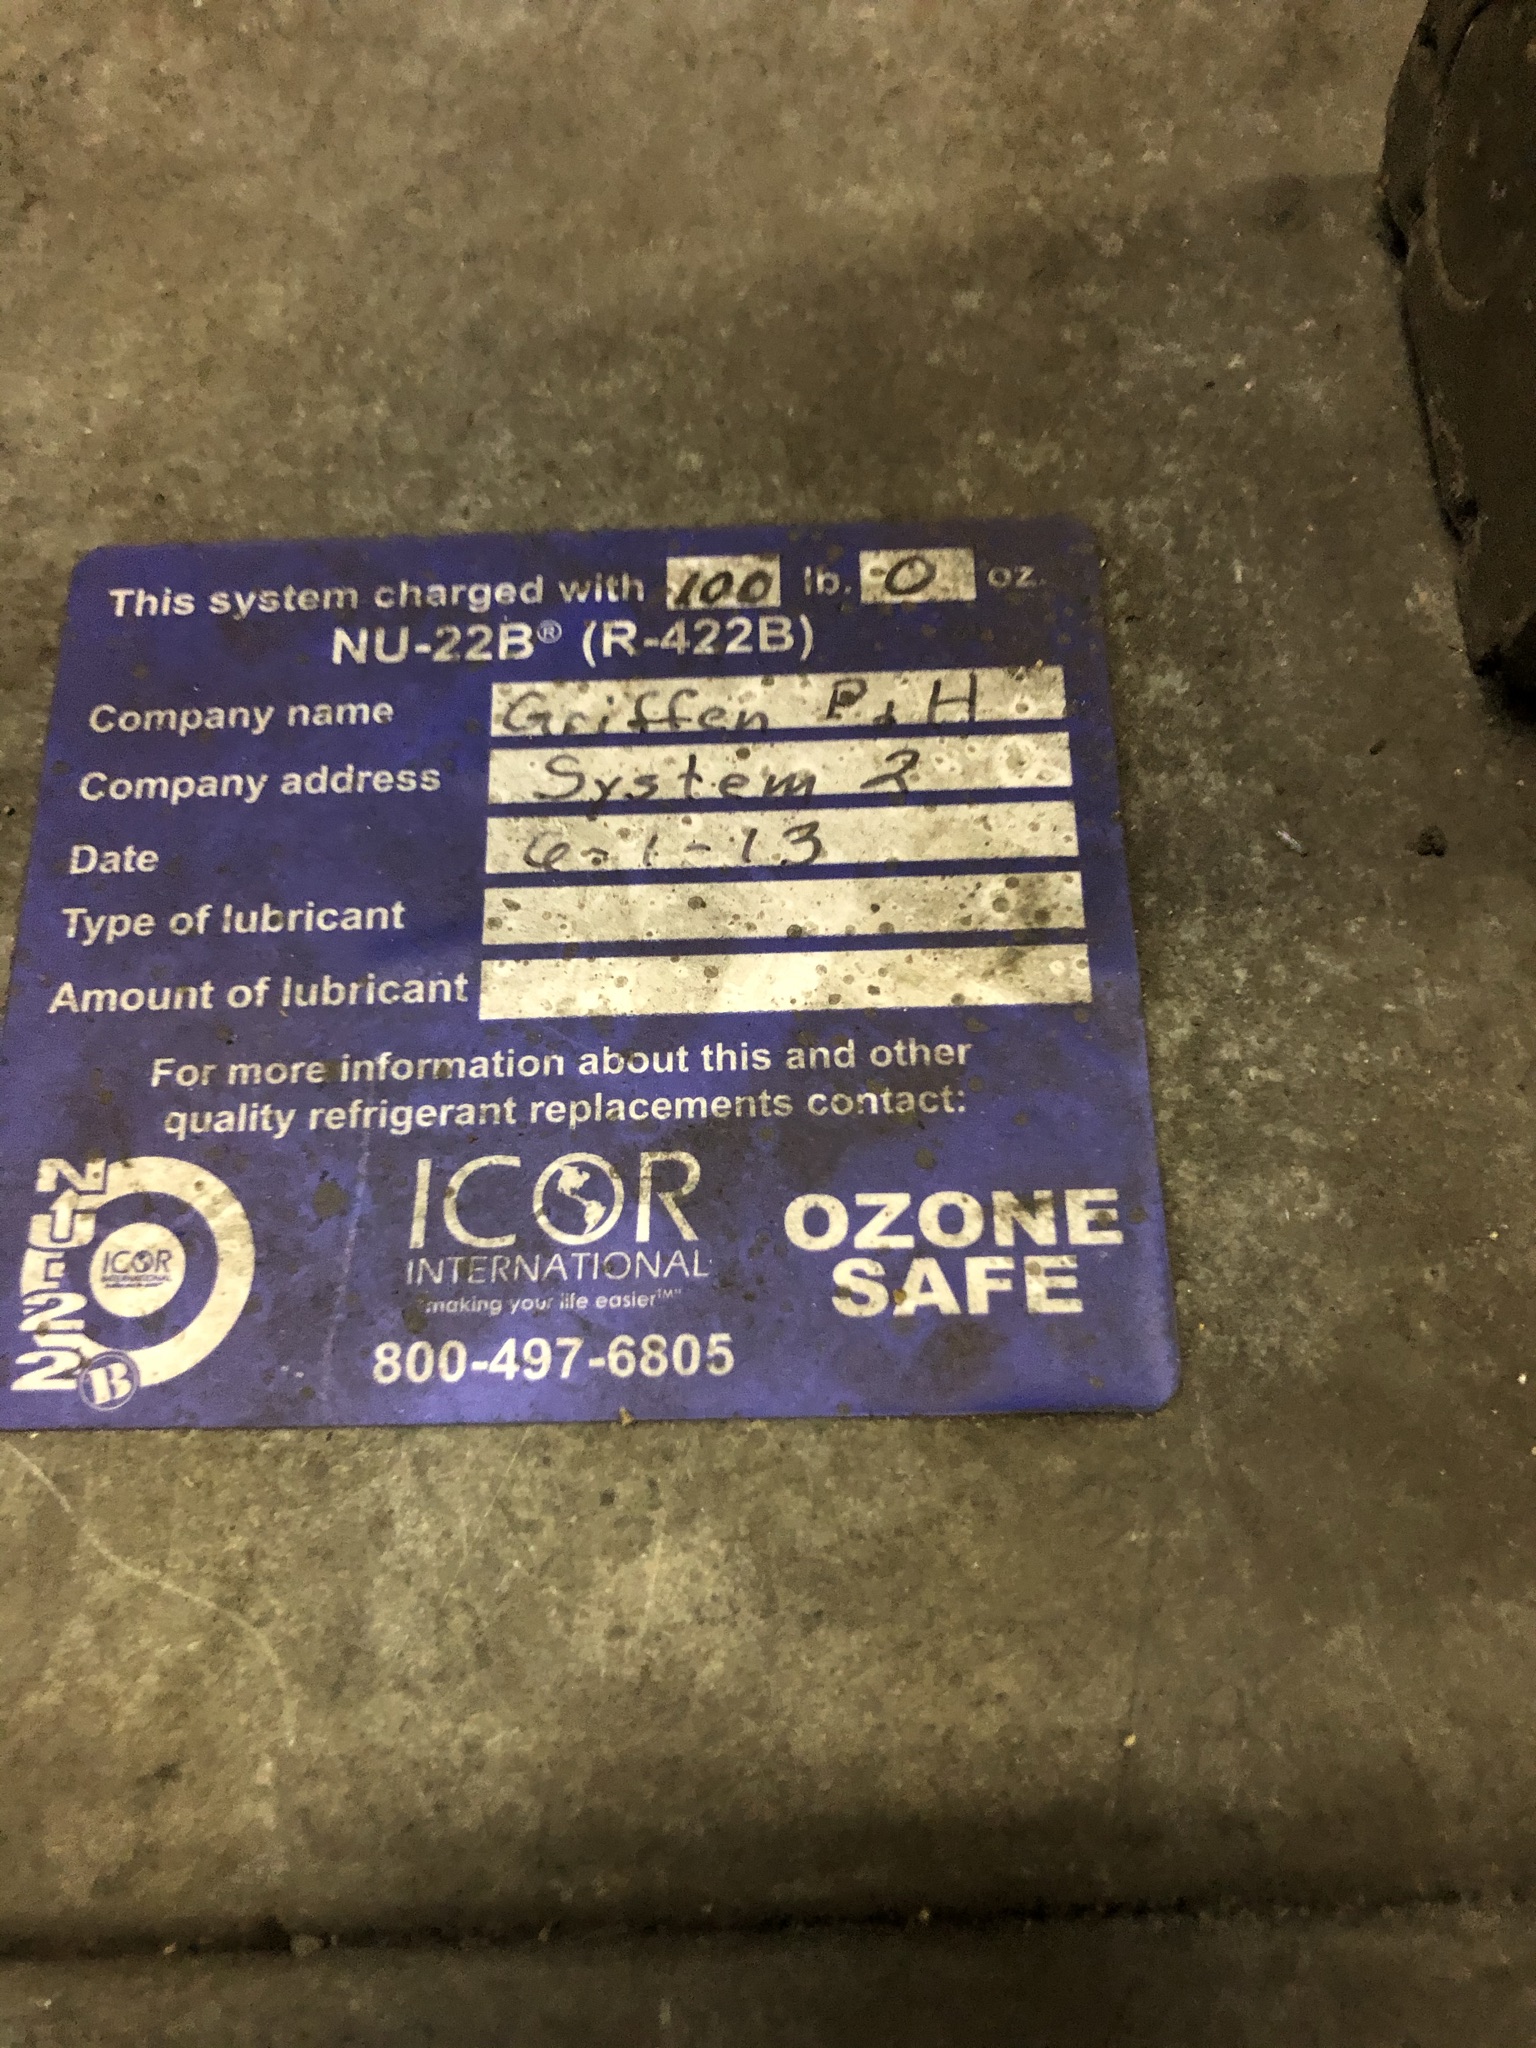 This system charged with 100 lb. 0 oz.
NU-22B® (R-422B)
Company name Griffen P & H
Company address System 2
Date 6-1-13
Type of lubricant
Amount of lubricant
For more information about this and other
quality refrigerant replacements contact:
NU22B
ICOR
INTERNATIONAL
ICOR
INTERNATIONAL
"making your life easier™"
800-497-6805
OZONE
SAFE